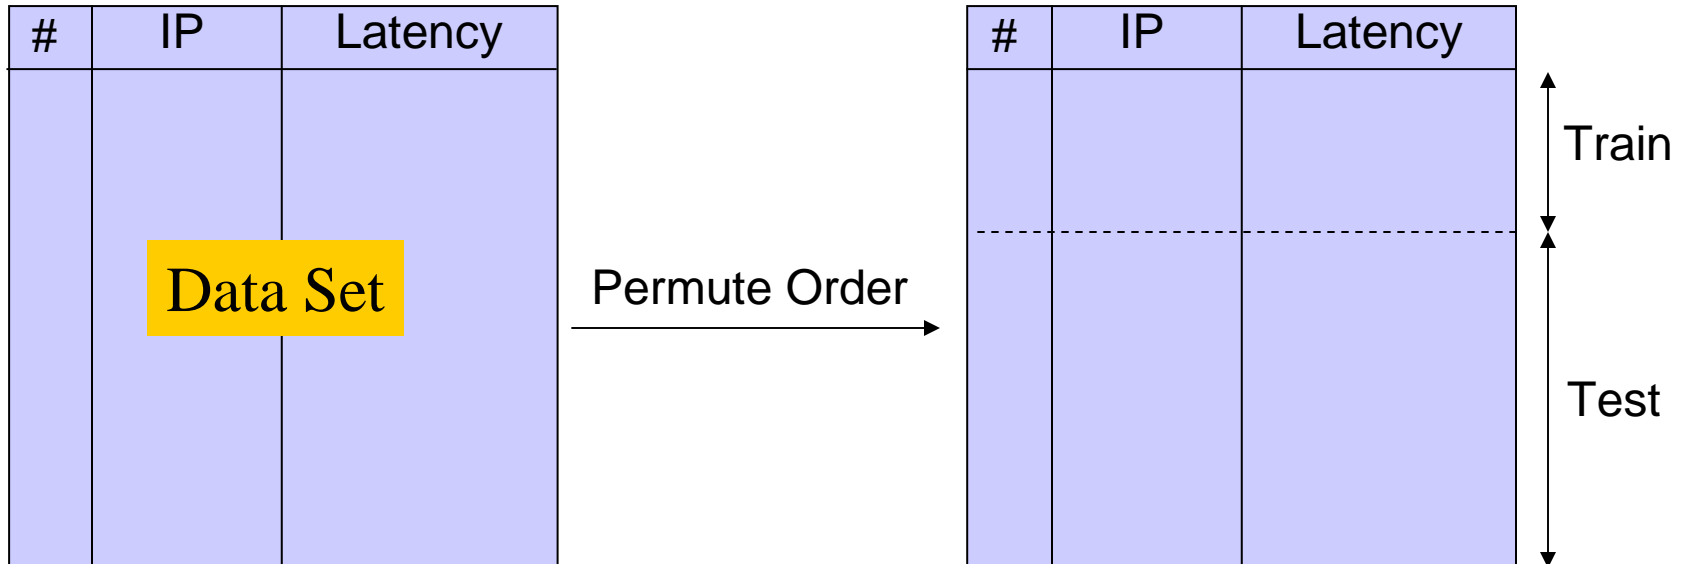 # IP Latency
Data Set
Permute Order
# IP Latency
Train
Test